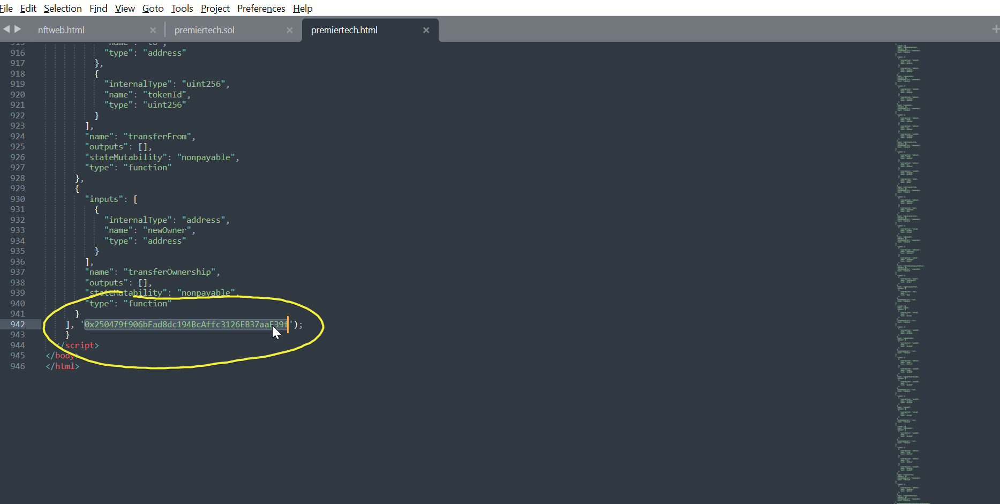 File Edit Selection Find View Goto Tools Project Preferences Help
nftweb.html × premiertech.sol × premiertech.html × +
915 "name": "to",
916 "type": "address"
917 },
918 {
919 "internalType": "uint256",
920 "name": "tokenId",
921 "type": "uint256"
922 }
923 ],
924 "name": "transferFrom",
925 "outputs": [],
926 "stateMutability": "nonpayable",
927 "type": "function"
928 },
929 {
930 "inputs": [
931 {
932 "internalType": "address",
933 "name": "newOwner",
934 "type": "address"
935 }
936 ],
937 "name": "transferOwnership",
938 "outputs": [],
939 "stateMutability": "nonpayable",
940 "type": "function"
941 }
942 ], '0x250479f906bFad8dc194BcAffc3126EB37aaE39f');
943 }
944 </script>
945 </body>
946 </html>